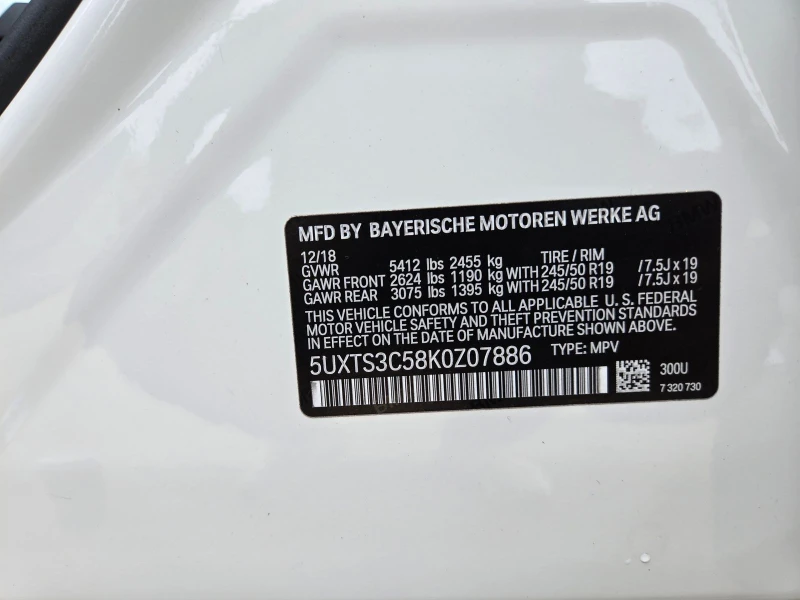 MFD BY BAYERISCHE MOTOREN WERKE AG
12/18
GVWR 5412 lbs 2455 kg TIRE / RIM
GAWR FRONT 2624 lbs 1190 kg WITH 245/50 R19 /7.5J x 19
GAWR REAR 3075 lbs 1395 kg WITH 245/50 R19 /7.5J x 19
THIS VEHICLE CONFORMS TO ALL APPLICABLE U. S. FEDERAL
MOTOR VEHICLE SAFETY AND THEFT PREVENTION STANDARDS
IN EFFECT ON THE DATE OF MANUFACTURE SHOWN ABOVE.
5UXTS3C58K0Z07886 TYPE: MPV
300U
7 320 730